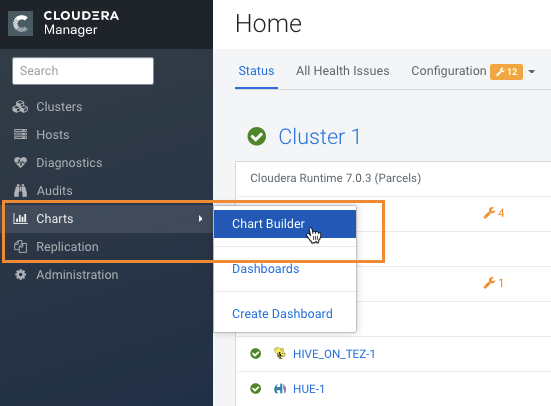 CLOUDERA
Manager
Search
Clusters
Hosts
Diagnostics
Audits
Charts
Replication
Administration
Home
Status All Health Issues Configuration 12
Cluster 1
Cloudera Runtime 7.0.3 (Parcels)
4
Chart Builder
Dashboards
1
Create Dashboard
HIVE_ON_TEZ-1
HUE-1